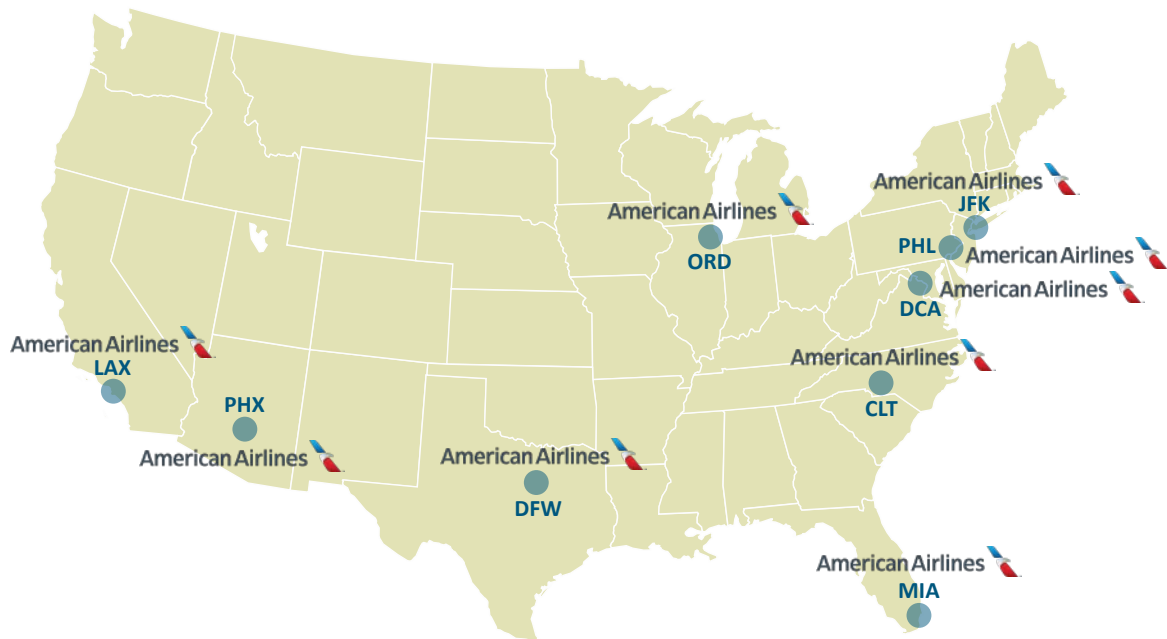 American Airlines
JFK
American Airlines
ORD
PHL
American Airlines
DCA
American Airlines
American Airlines
LAX
American Airlines
CLT
PHX
American Airlines
American Airlines
DFW
American Airlines
MIA